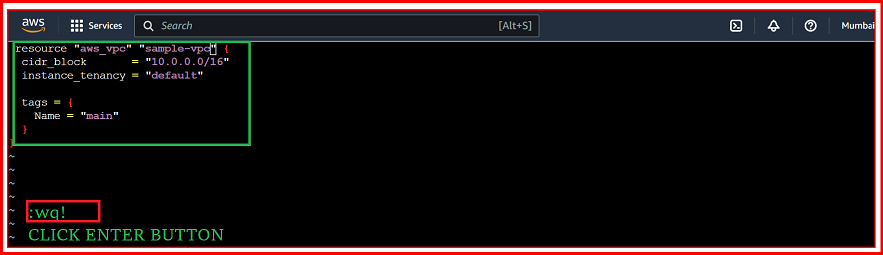 aws Services Search [Alt+S] Mumbai
resource "aws_vpc" "sample-vpc" {
cidr_block = "10.0.0.0/16"
instance_tenancy = "default"
tags = {
Name = "main"
}
}
~
~
~
~
~ :wq!
~ CLICK ENTER BUTTON
~